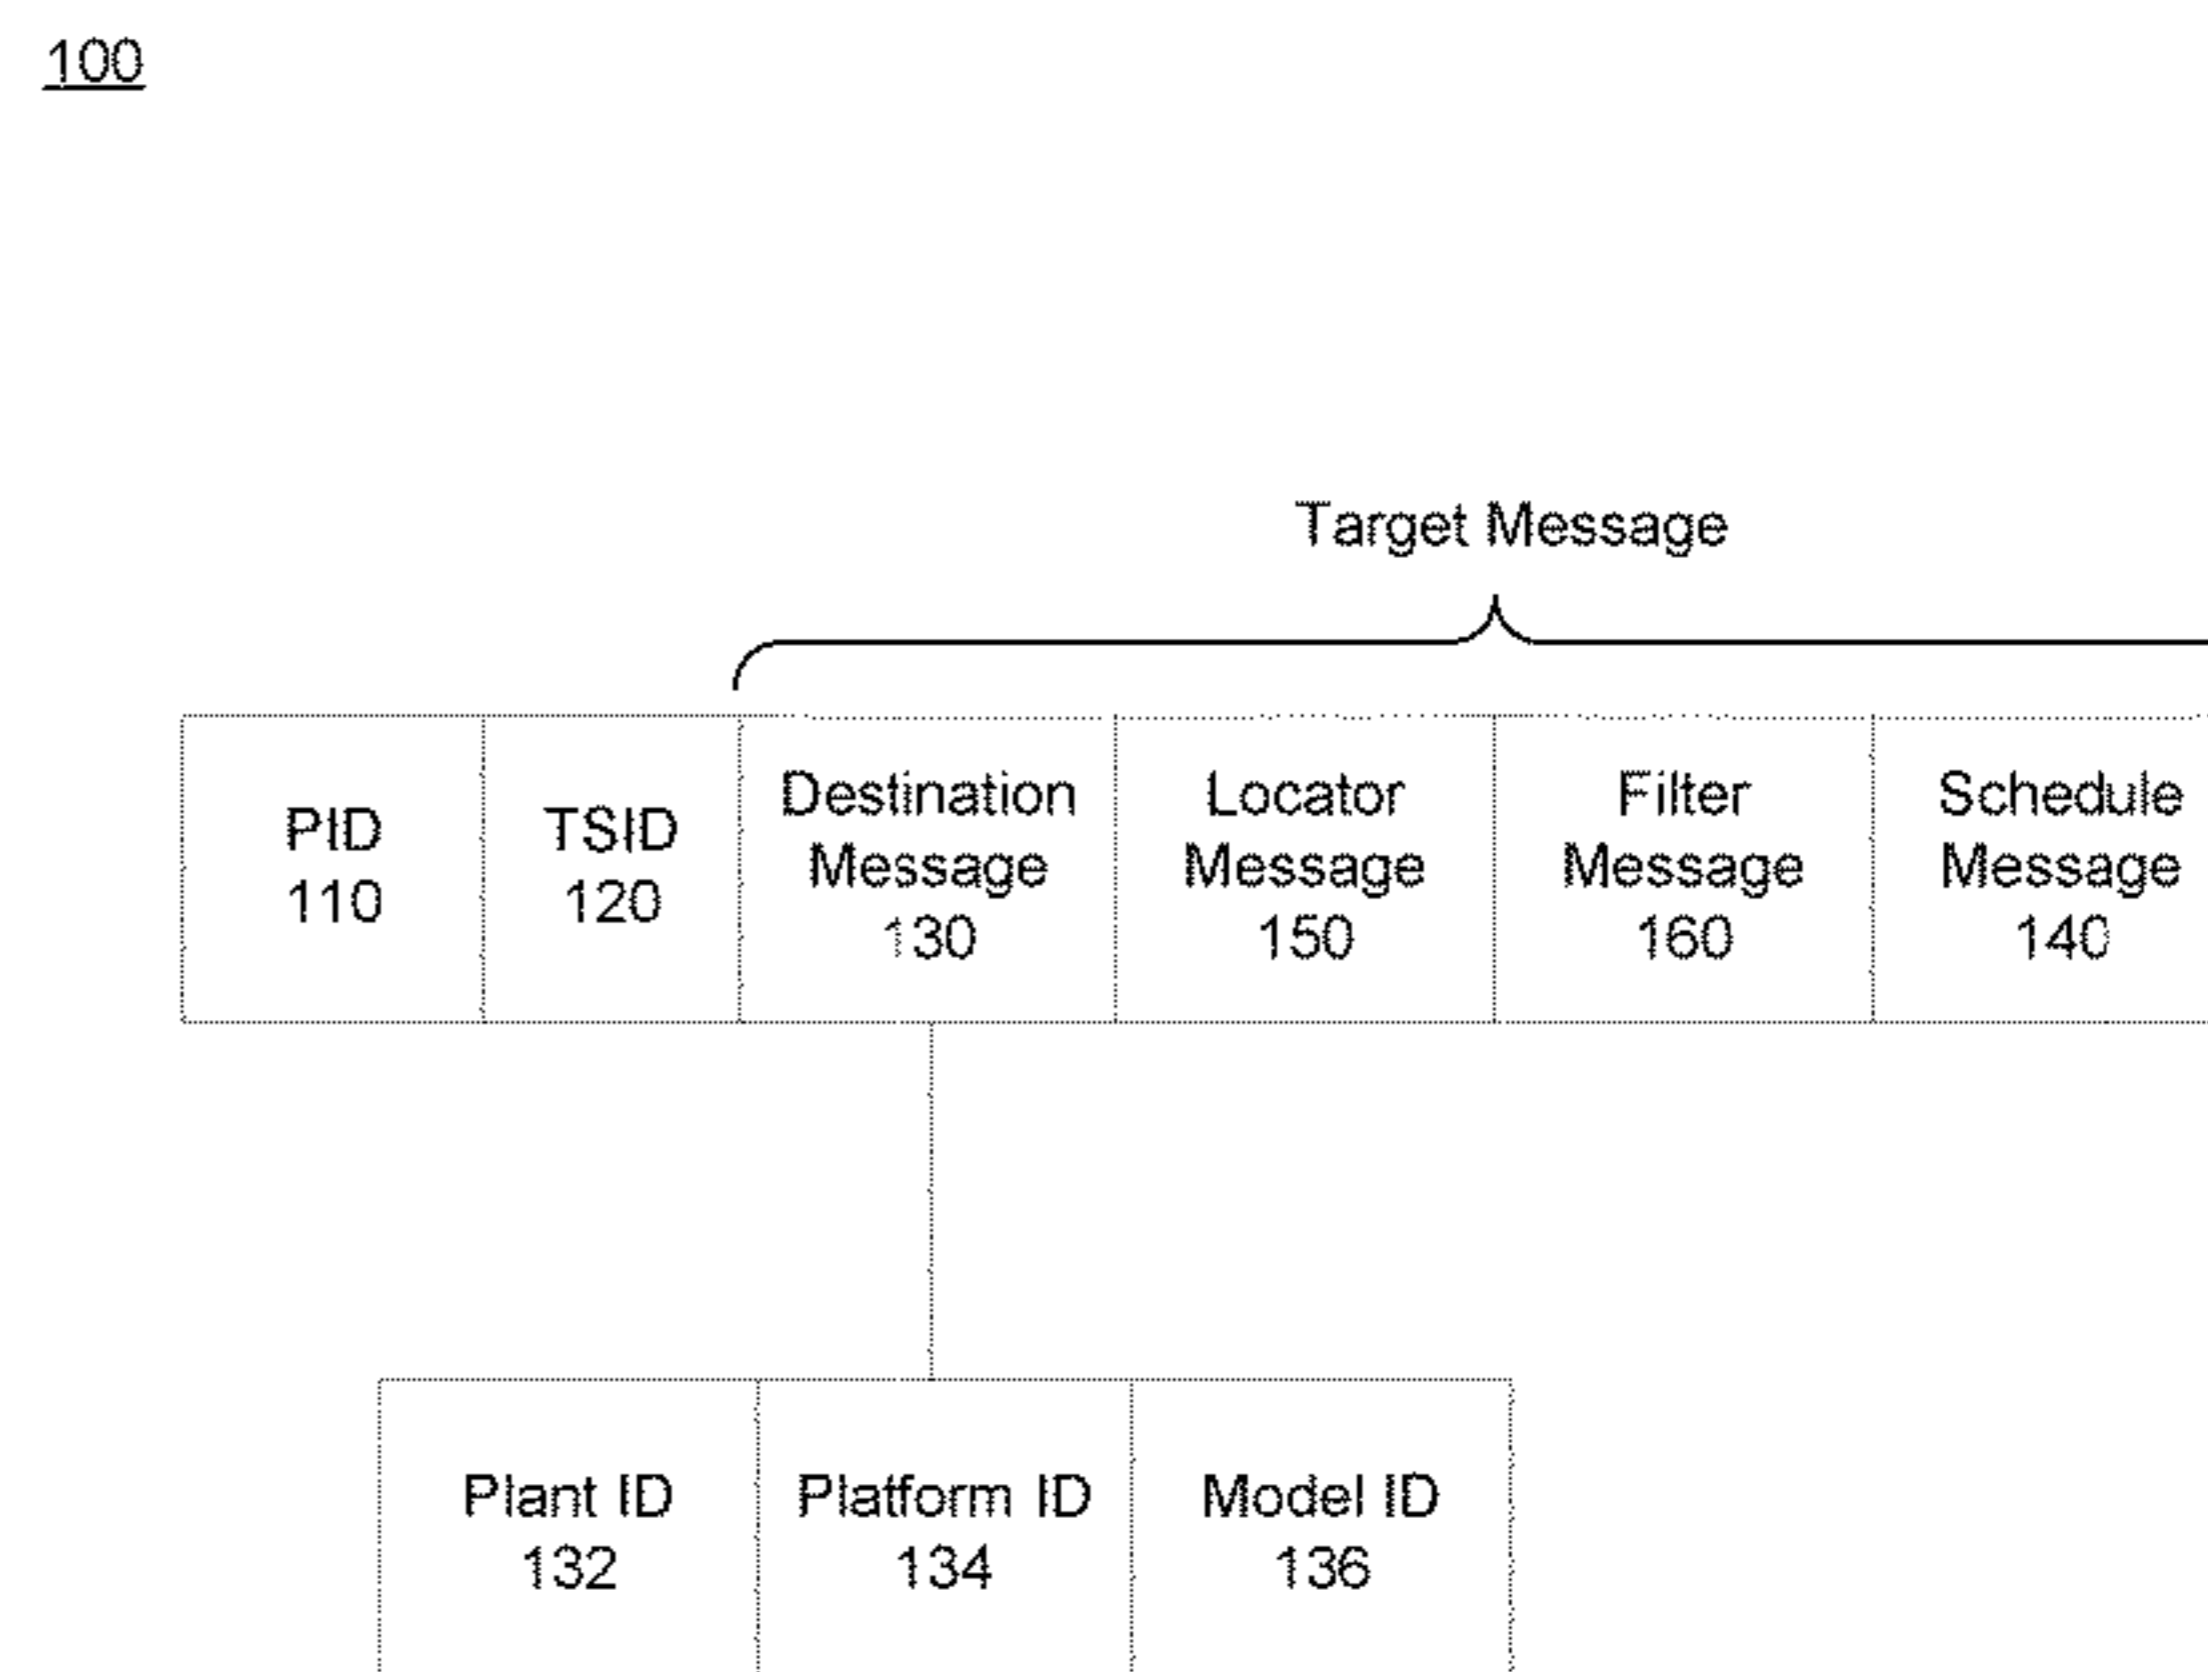 100
Target Message
PID
110
TSID
120
Destination
Message
130
Locator
Message
150
Filter
Message
160
Schedule
Message
140
Plant ID
132
Platform ID
134
Model ID
136